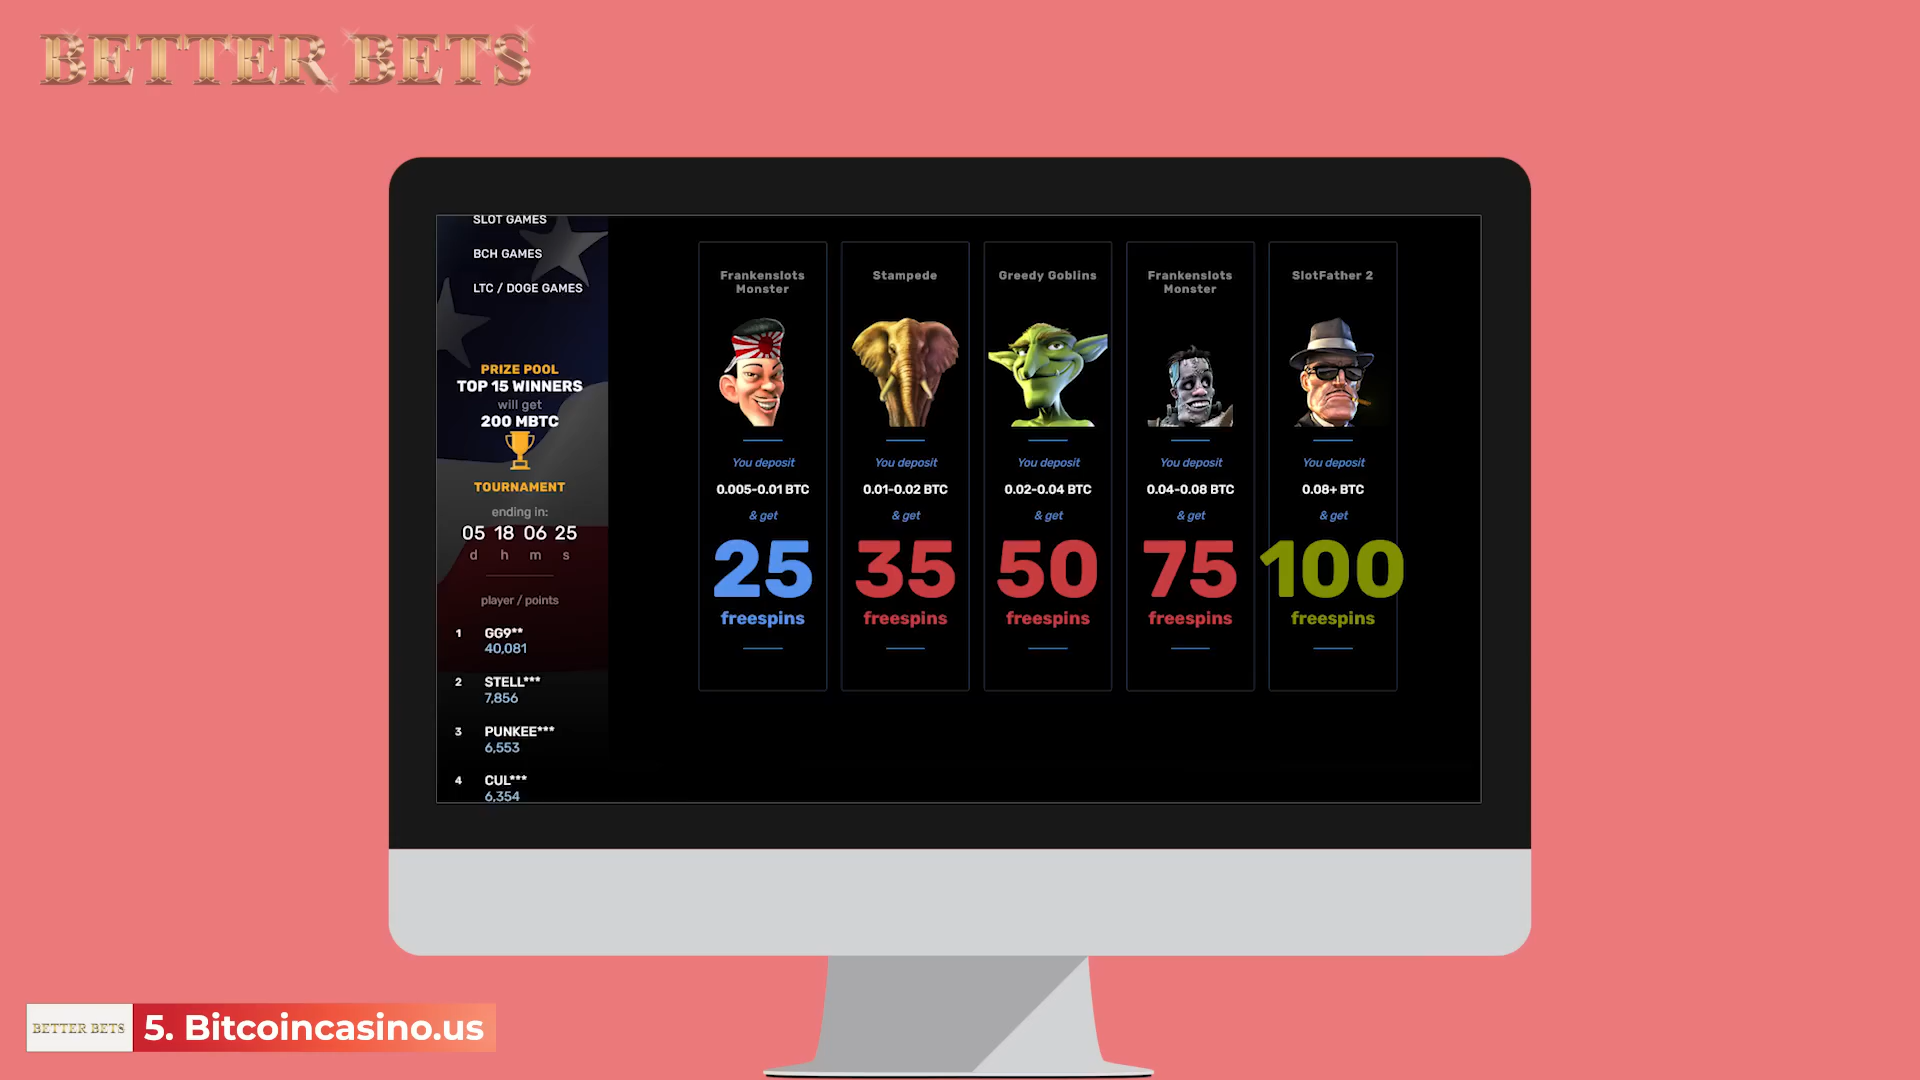 BETTER BETS
SLOT GAMES
BCH GAMES
LTC / DOGE GAMES
PRIZE POOL
TOP 15 WINNERS
will get
200 MBTC
TOURNAMENT
ending in:
05 18 06 25
d h m s
player / points
1 GG9**
40,081
2 STELL***
7,856
3 PUNKEE***
6,553
4 CUL***
6,354
Frankenslots
Monster
You deposit
0.005-0.01 BTC
& get
25
freespins
Stampede
You deposit
0.01-0.02 BTC
& get
35
freespins
Greedy Goblins
You deposit
0.02-0.04 BTC
& get
50
freespins
Frankenslots
Monster
You deposit
0.04-0.08 BTC
& get
75
freespins
SlotFather 2
You deposit
0.08+ BTC
& get
100
freespins
BETTER BETS
5. Bitcoincasino.us